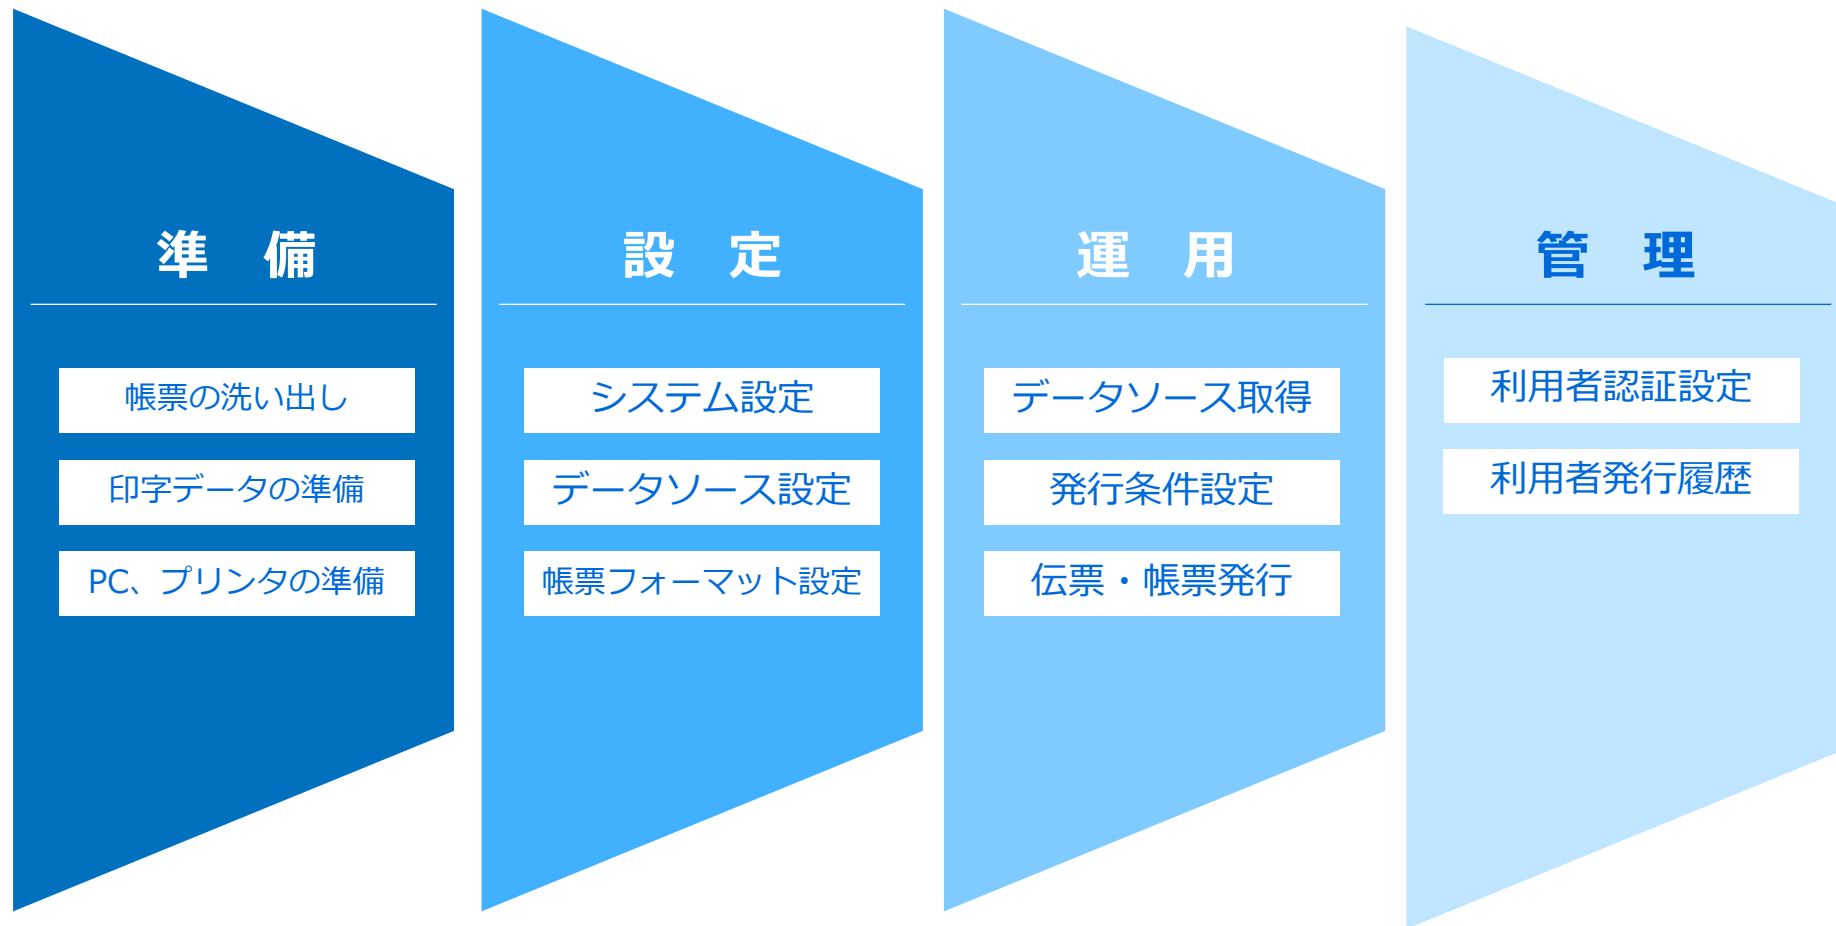 準　備
帳票の洗い出し
印字データの準備
PC、プリンタの準備
設　定
システム設定
データソース設定
帳票フォーマット設定
運　用
データソース取得
発行条件設定
伝票・帳票発行
管　理
利用者認証設定
利用者発行履歴